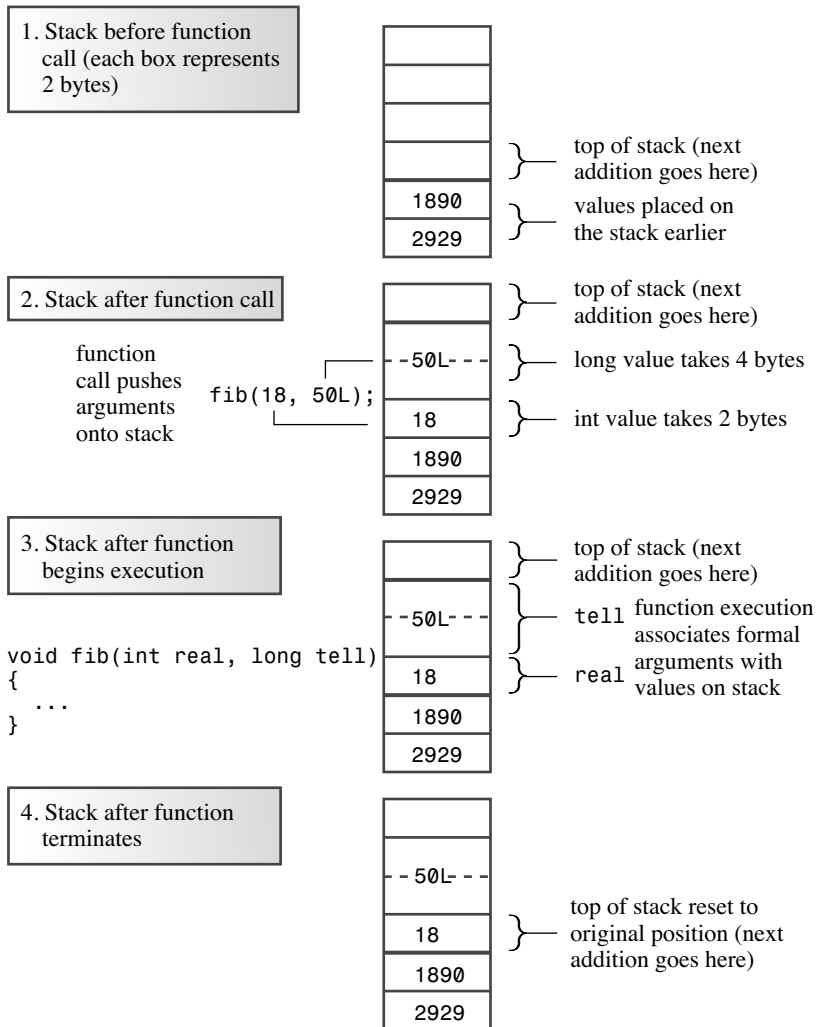 1. Stack before function
call (each box represents
2 bytes)
top of stack (next
addition goes here)
1890
values placed on
the stack earlier
2929
2. Stack after function call
top of stack (next
addition goes here)
function
call pushes
arguments
onto stack
fib(18, 50L);
50L
long value takes 4 bytes
18
int value takes 2 bytes
1890
2929
3. Stack after function
begins execution
top of stack (next
addition goes here)
void fib(int real, long tell)
{
...
}
50L
tell
18
real
function execution
associates formal
arguments with
values on stack
1890
2929
4. Stack after function
terminates
50L
18
top of stack reset to
original position (next
addition goes here)
1890
2929